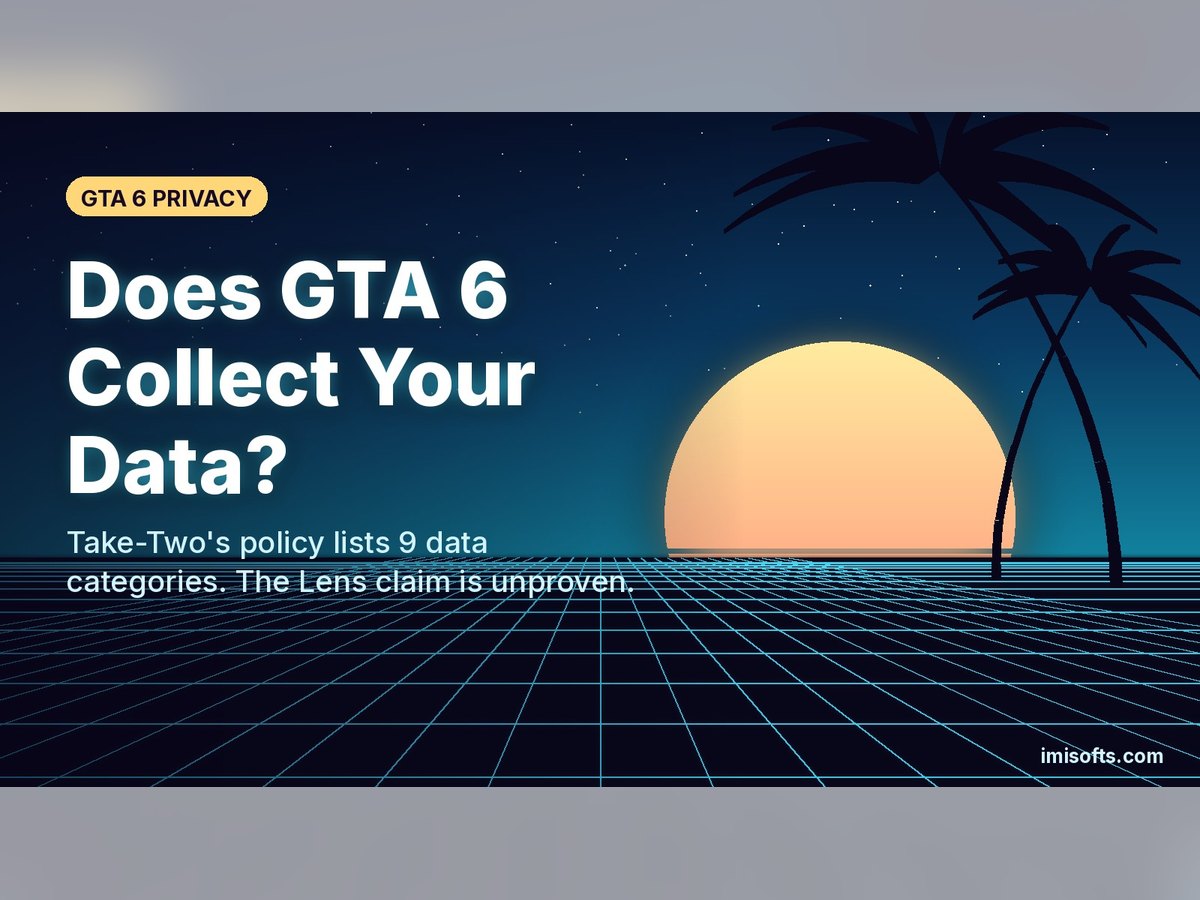 GTA 6 PRIVACY
Does GTA 6
Collect Your
Data?
Take-Two's policy lists 9 data
categories. The Lens claim is unproven.
imisofts.com